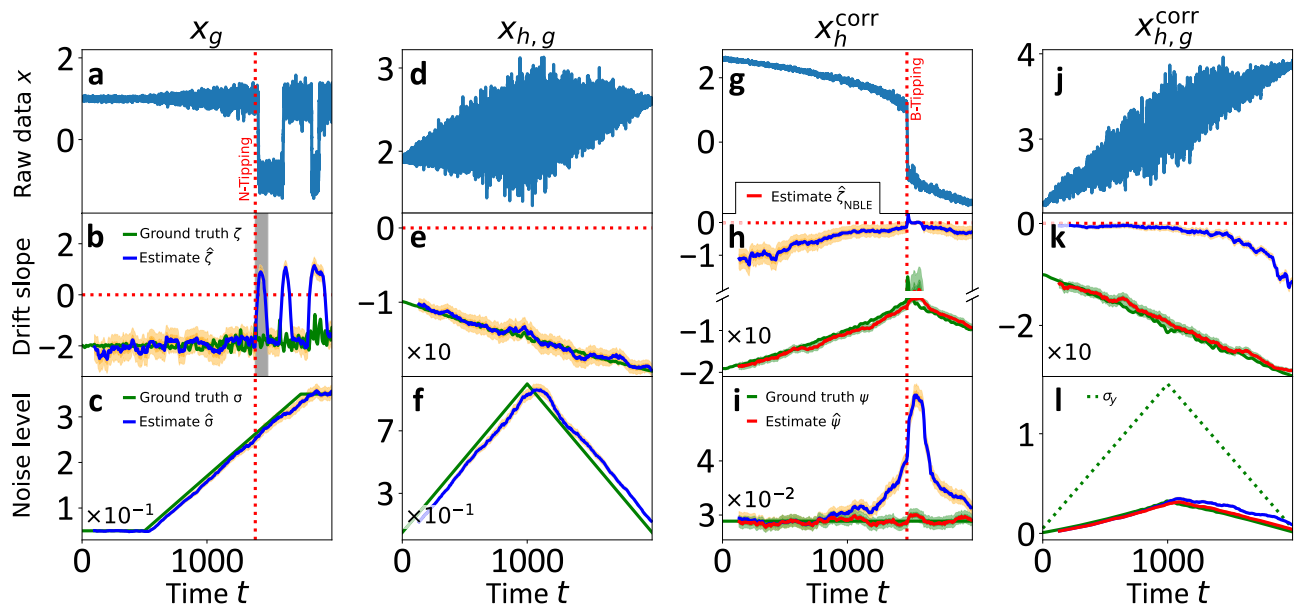 x_g
x_{h,g}
x_h^{corr}
x_{h,g}^{corr}
Raw data x
a
2
0
N-Tipping
d
3
2
g
2
0
B-Tipping
Estimate ζ̂_NBLE
j
4
3
Drift slope
b
Ground truth ζ
Estimate ζ̂
2
0
−2
e
−1
×10
h
0
−1
−1
−2
×10
k
0
−2
×10
Noise level
c
Ground truth σ
Estimate σ̂
3
1
×10⁻¹
f
7
3
×10⁻¹
i
Ground truth ψ
Estimate ψ̂
4
3
×10⁻²
l
σ_y
1
0
0 1000
0 1000
0 1000
0 1000
Time t
Time t
Time t
Time t